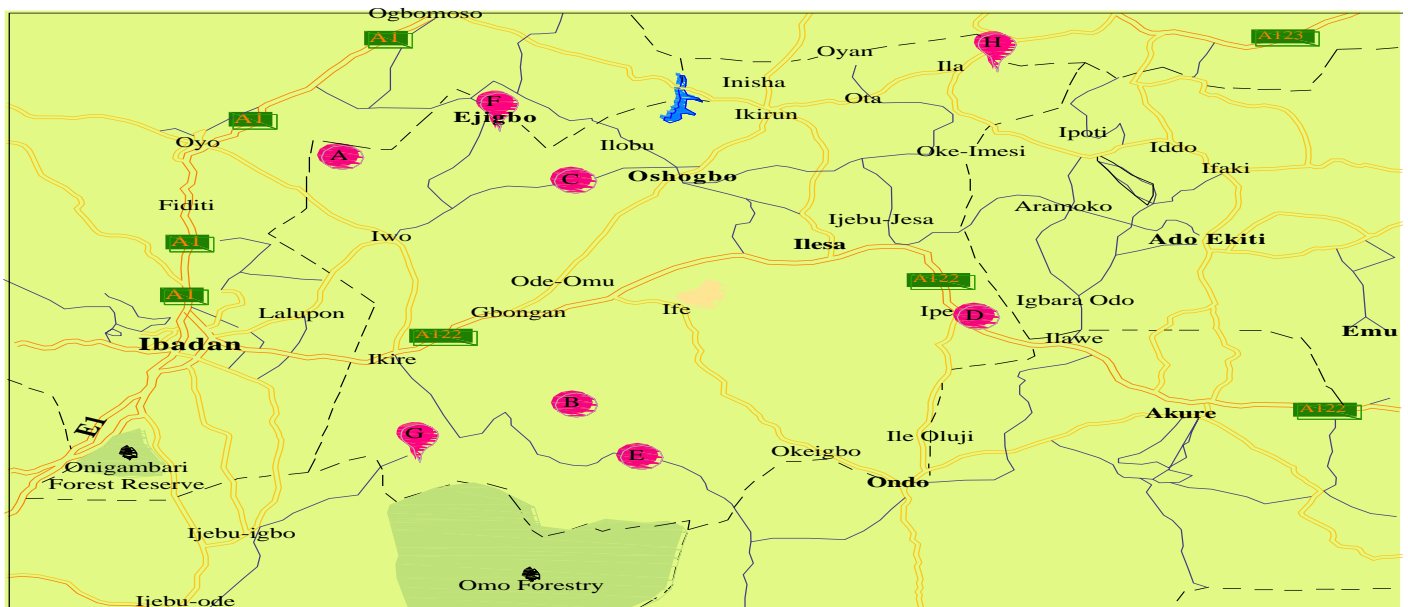 Ogbomoso
A1
A123
H
Oyan
Ila
Inisha
Ota
F
Ejigbo
Ikirun
A1
Ipoti
Oyo
Ilobu
Iddo
Oke-Imesi
A
Ifaki
C
Oshogbo
Fiditi
Aramoko
Ijebu-Jesa
Iwo
A1
Ilesa
Ado Ekiti
Ode-Omu
A122
A1
Igbara Odo
Lalupon
Gbongan
Ife
Ipe
D
Emu
A122
Ilawe
Ibadan
Ikire
B
Akure
A122
E1
G
Ile Oluji
Okeigbo
E
Onigambari
Forest Reserve
Ondo
Ijebu-igbo
Omo Forestry
Ijebu-ode